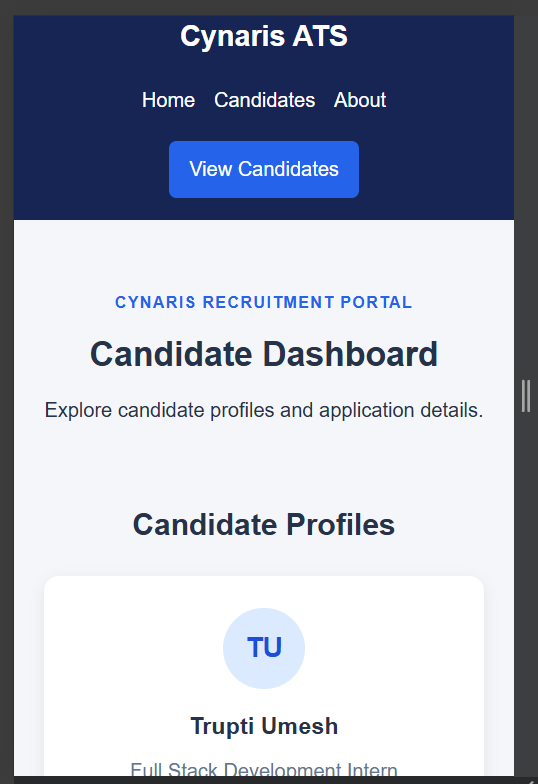 Cynaris ATS
Home Candidates About
View Candidates
CYNARIS RECRUITMENT PORTAL
Candidate Dashboard
Explore candidate profiles and application details.
Candidate Profiles
TU
Trupti Umesh
Full Stack Development Intern